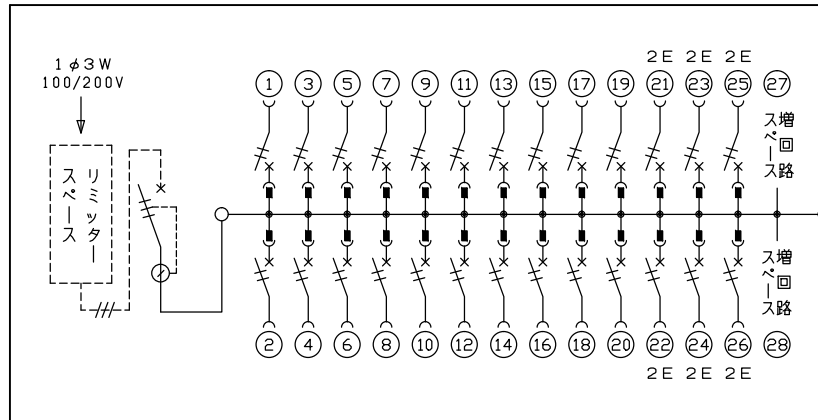 2E 2E 2E
1φ3W
100/200V
① ③ ⑤ ⑦ ⑨ ⑪ ⑬ ⑮ ⑰ ⑲ ㉑ ㉓ ㉕ ㉗
リミッター
スペース
増回路
スペース
増回路
スペース
② ④ ⑥ ⑧ ⑩ ⑫ ⑭ ⑯ ⑱ ⑳ ㉒ ㉔ ㉖ ㉘
2E 2E 2E